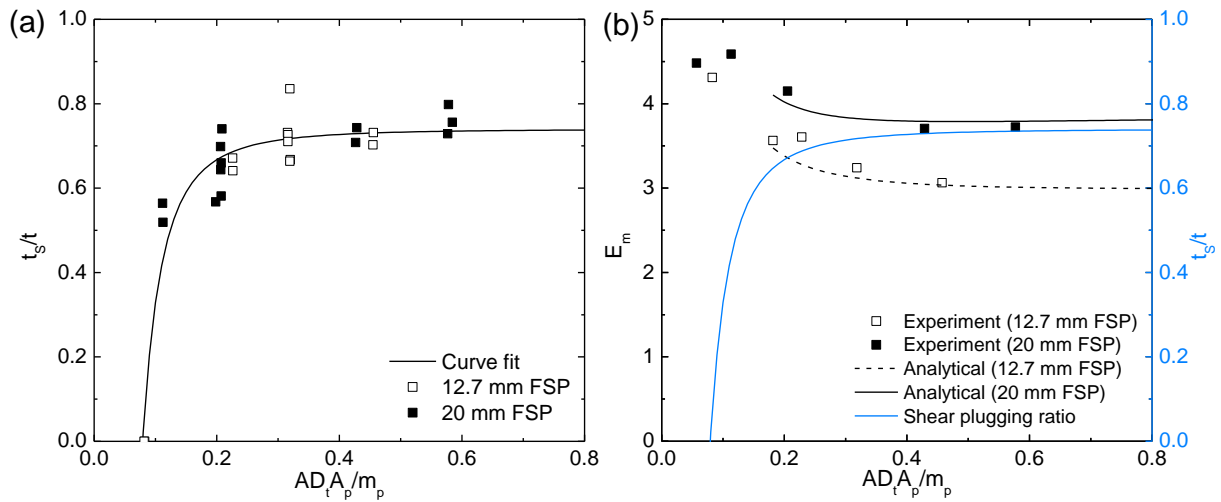 (a)
1.0
0.8
0.6
0.4
0.2
0.0
t_S/t
0.0 0.2 0.4 0.6 0.8
AD_tA_p/m_p
Curve fit
12.7 mm FSP
20 mm FSP
(b)
5
4
3
2
1
0
E_m
0.0 0.2 0.4 0.6 0.8
AD_tA_p/m_p
1.0
0.8
0.6
0.4
0.2
0.0
t_S/t
Experiment (12.7 mm FSP)
Experiment (20 mm FSP)
Analytical (12.7 mm FSP)
Analytical (20 mm FSP)
Shear plugging ratio